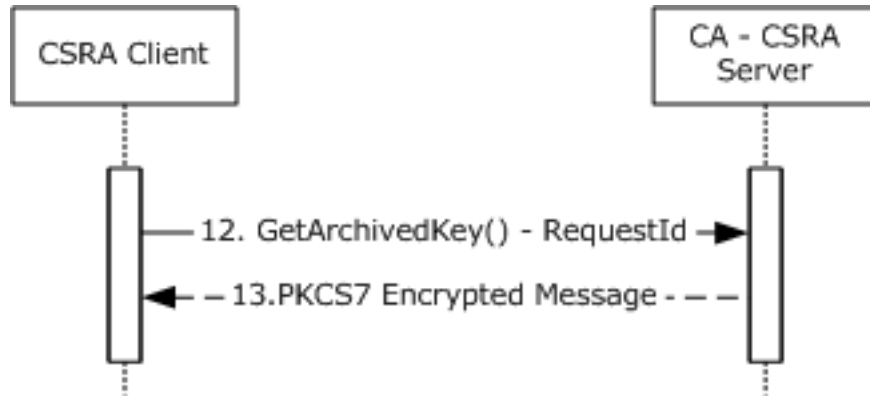 CSRA Client
CA - CSRA
Server
12. GetArchivedKey() - RequestId
13.PKCS7 Encrypted Message